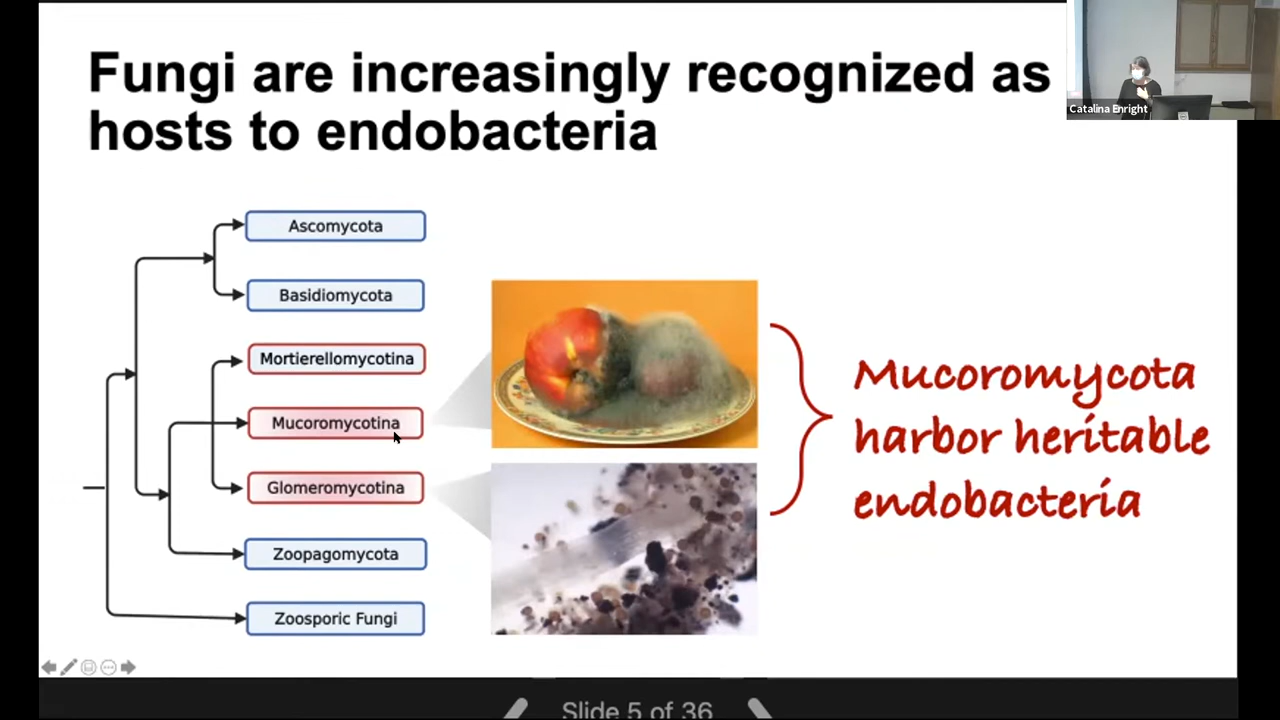 Fungi are increasingly recognized as
hosts to endobacteria
Catalina Enright
Ascomycota
Basidiomycota
Mortierellomycotina
Mucoromycotina
Glomeromycotina
Zoopagomycota
Zoosporic Fungi
Mucoromycota
harbor heritable
endobacteria
Slide 5 of 36